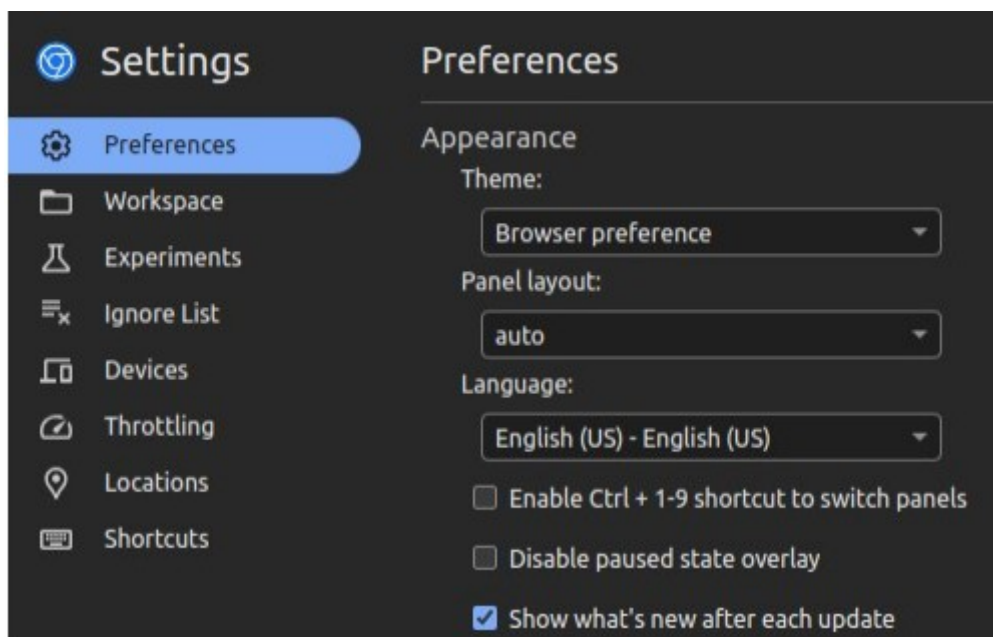 Settings
Preferences
Workspace
Experiments
Ignore List
Devices
Throttling
Locations
Shortcuts
Preferences
Appearance
Theme:
Browser preference
Panel layout:
auto
Language:
English (US) - English (US)
Enable Ctrl + 1-9 shortcut to switch panels
Disable paused state overlay
Show what's new after each update